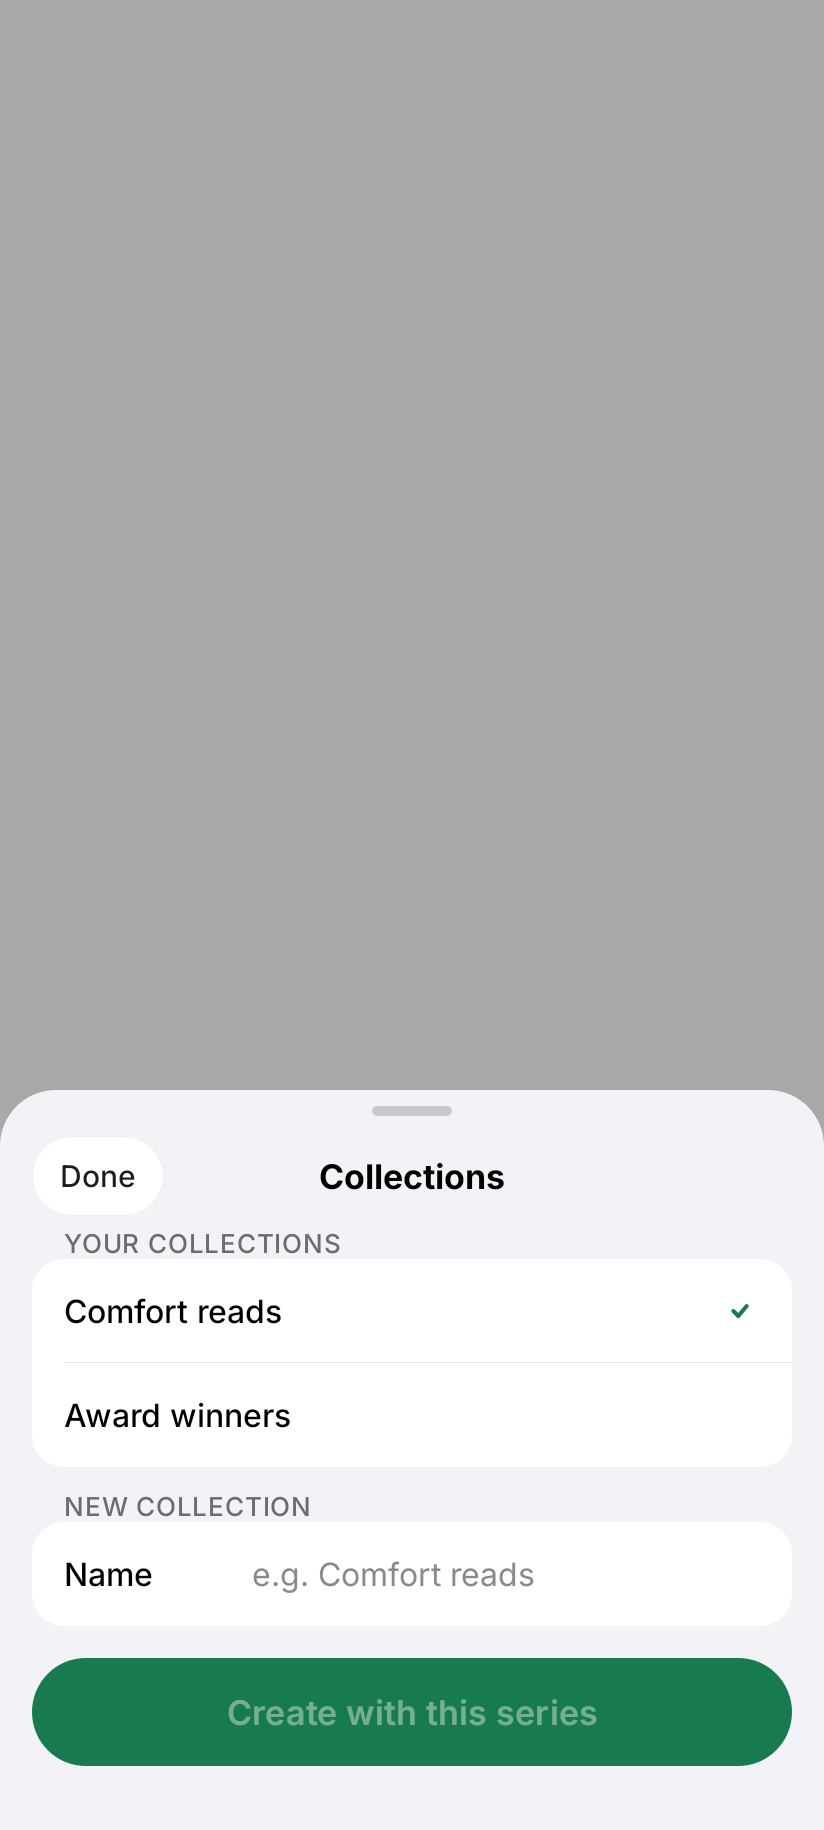 Done
Collections
YOUR COLLECTIONS
Comfort reads
Award winners
NEW COLLECTION
Name e.g. Comfort reads
Create with this series